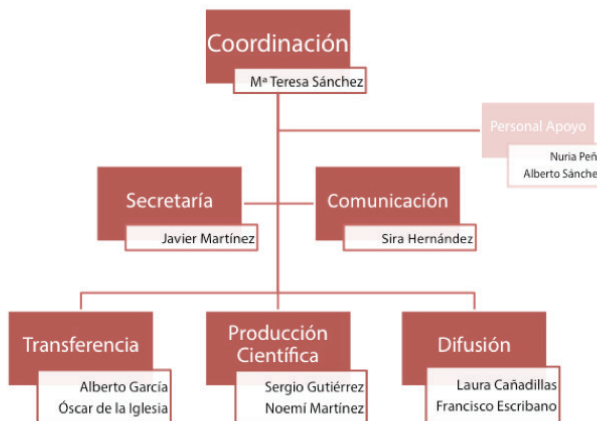 Coordinación
Mª Teresa Sánchez
Personal Apoyo
Nuria Peñ
Alberto Sánche
Secretaría
Javier Martínez
Comunicación
Sira Hernández
Transferencia
Alberto García
Óscar de la Iglesia
Producción
Científica
Sergio Gutiérrez
Noemí Martínez
Difusión
Laura Cañadillas
Francisco Escribano